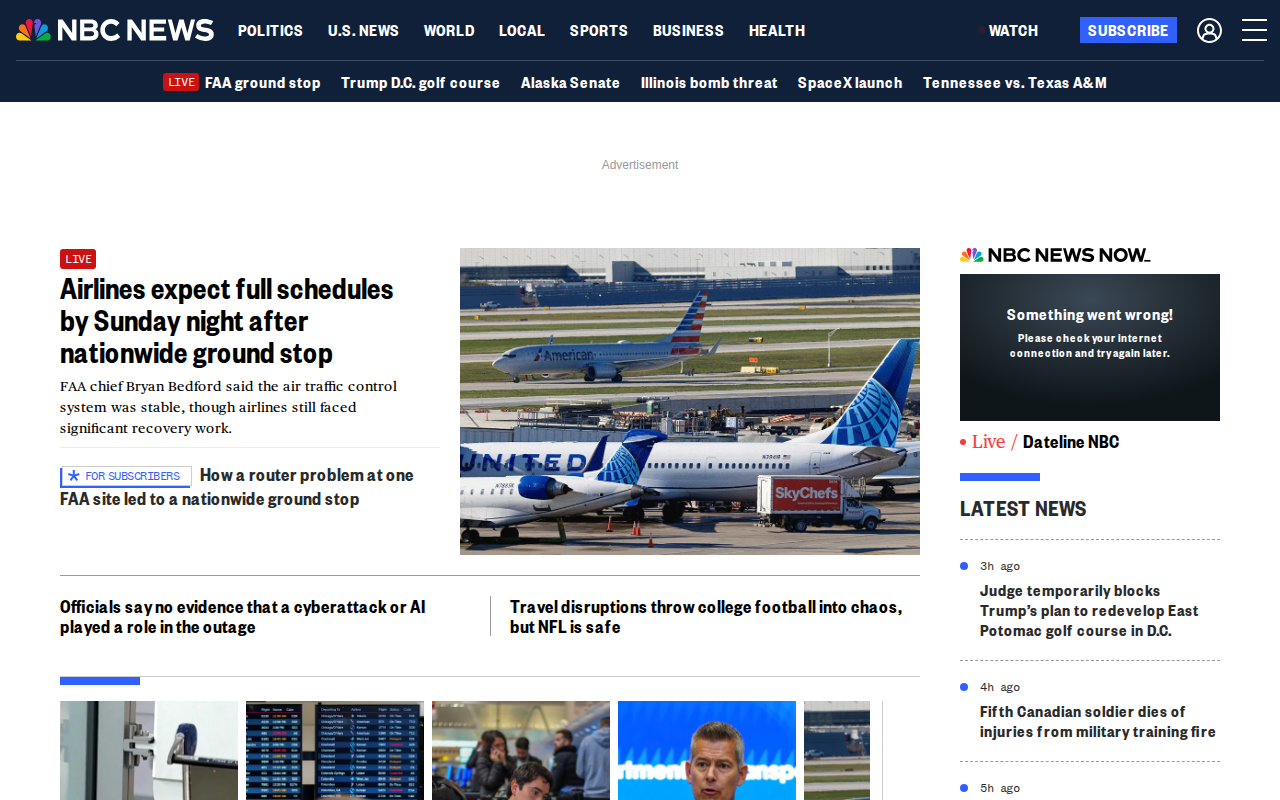 NBC NEWS POLITICS U.S. NEWS WORLD LOCAL SPORTS BUSINESS HEALTH WATCH SUBSCRIBE
LIVE FAA ground stop Trump D.C. golf course Alaska Senate Illinois bomb threat SpaceX launch Tennessee vs. Texas A&M
Advertisement
LIVE
Airlines expect full schedules
by Sunday night after
nationwide ground stop
FAA chief Bryan Bedford said the air traffic control
system was stable, though airlines still faced
significant recovery work.
FOR SUBSCRIBERS How a router problem at one
FAA site led to a nationwide ground stop
American
UNITED
SkyChefs
Officials say no evidence that a cyberattack or AI
played a role in the outage
Travel disruptions throw college football into chaos,
but NFL is safe
NBC NEWS NOW_
Something went wrong!
Please check your internet
connection and try again later.
Live / Dateline NBC
LATEST NEWS
3h ago
Judge temporarily blocks
Trump's plan to redevelop East
Potomac golf course in D.C.
4h ago
Fifth Canadian soldier dies of
injuries from military training fire
5h ago